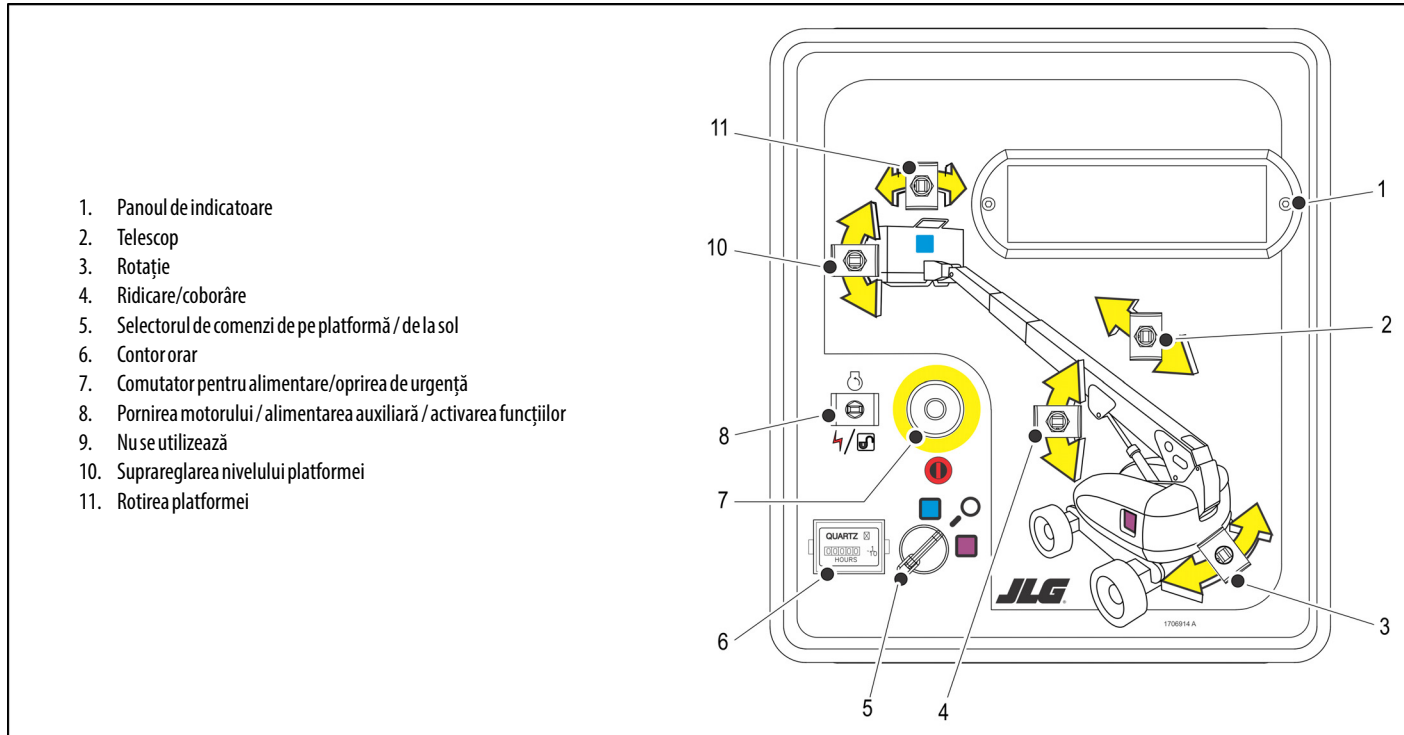 1. Panoul de indicatoare
2. Telescop
3. Rotație
4. Ridicare/coborâre
5. Selectorul de comenzi de pe platformă / de la sol
6. Contor orar
7. Comutator pentru alimentare/oprirea de urgență
8. Pornirea motorului / alimentarea auxiliară / activarea funcțiilor
9. Nu se utilizează
10. Suprareglarea nivelului platformei
11. Rotirea platformei
11
1
10
2
8
7
QUARTZ
00000 1/10
HOURS
JLG
1706914 A
6
5
4
3